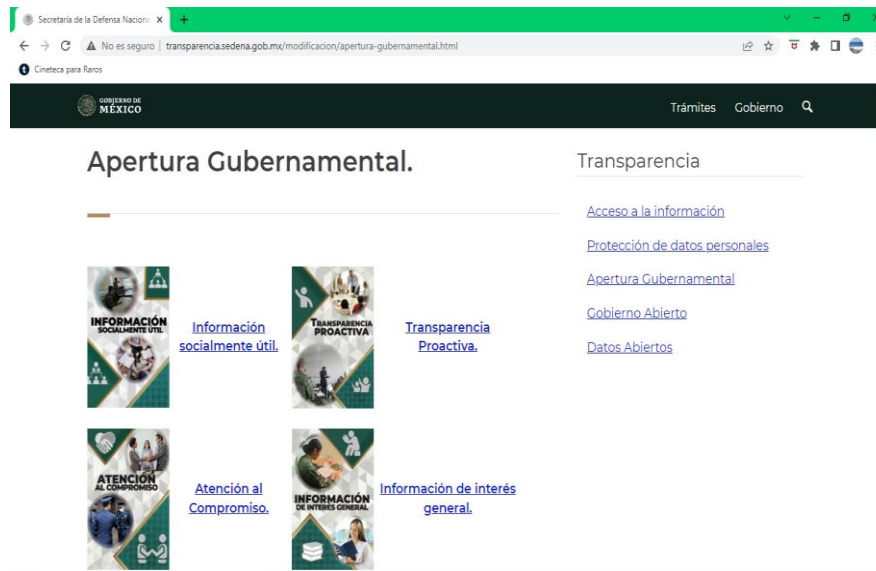 Secretaría de la Defensa Naciona
No es seguro | transparencia.sedena.gob.mx/modificacion/apertura-gubernamental.html
Cineteca para Raros
GOBIERNO DE
MÉXICO
Trámites Gobierno
Apertura Gubernamental.
Transparencia
Acceso a la información
Protección de datos personales
Apertura Gubernamental
Gobierno Abierto
Datos Abiertos
INFORMACIÓN
SOCIALMENTE ÚTIL
Información
socialmente útil.
TRANSPARENCIA
PROACTIVA
Transparencia
Proactiva.
ATENCIÓN
AL COMPROMISO
Atención al
Compromiso.
INFORMACIÓN
DE INTERÉS GENERAL
Información de interés
general.